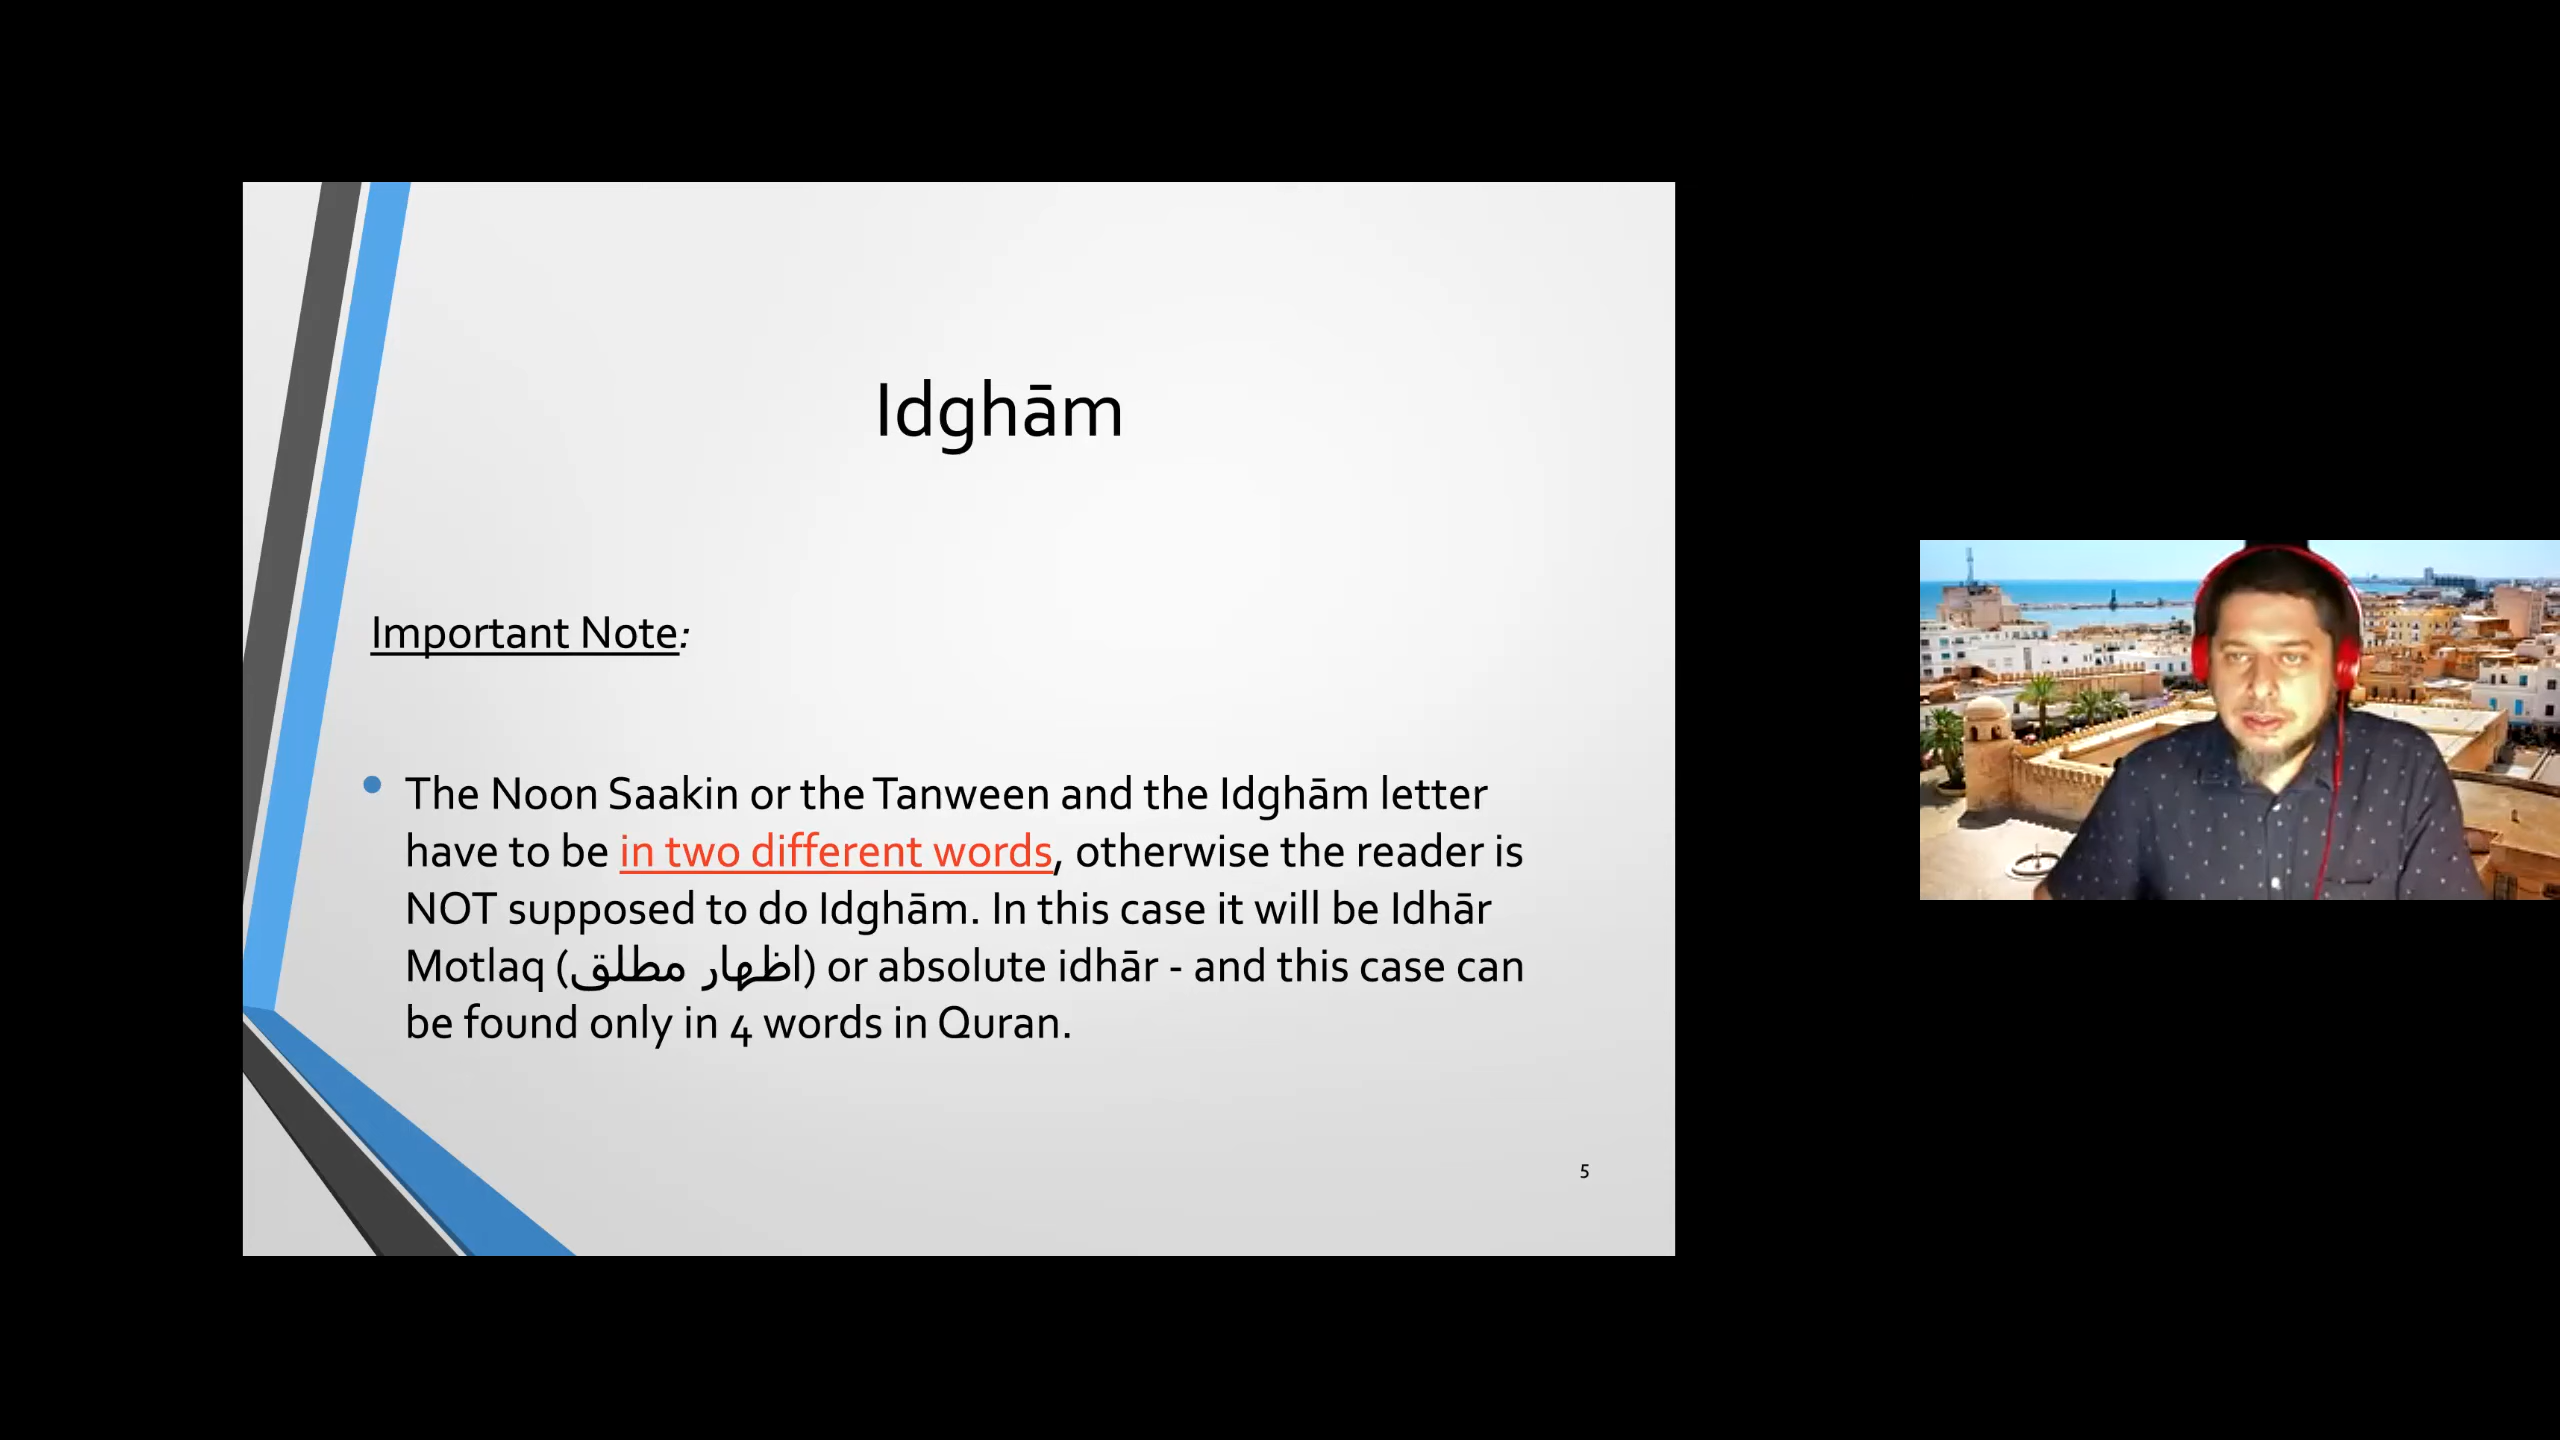 Idghām
Important Note:
• The Noon Saakin or the Tanween and the Idghām letter
have to be in two different words, otherwise the reader is
NOT supposed to do Idghām. In this case it will be Idhār
Motlaq (اظهار مطلق) or absolute idhār - and this case can
be found only in 4 words in Quran.
5